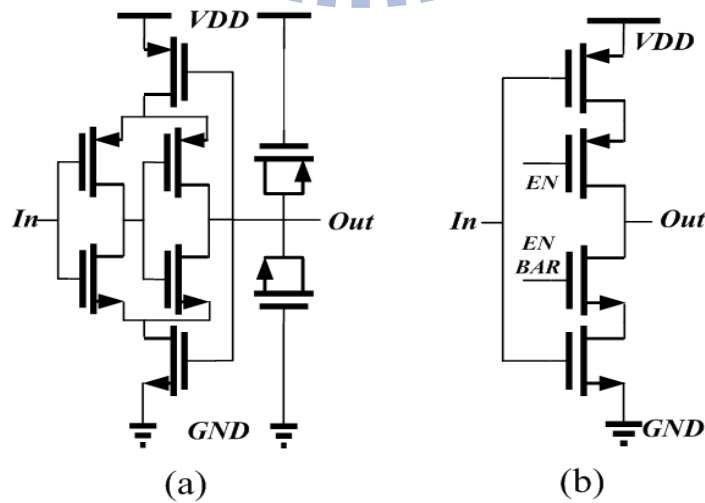 VDD
VDD
In
Out
GND
(a)
EN
In
Out
EN
BAR
GND
(b)